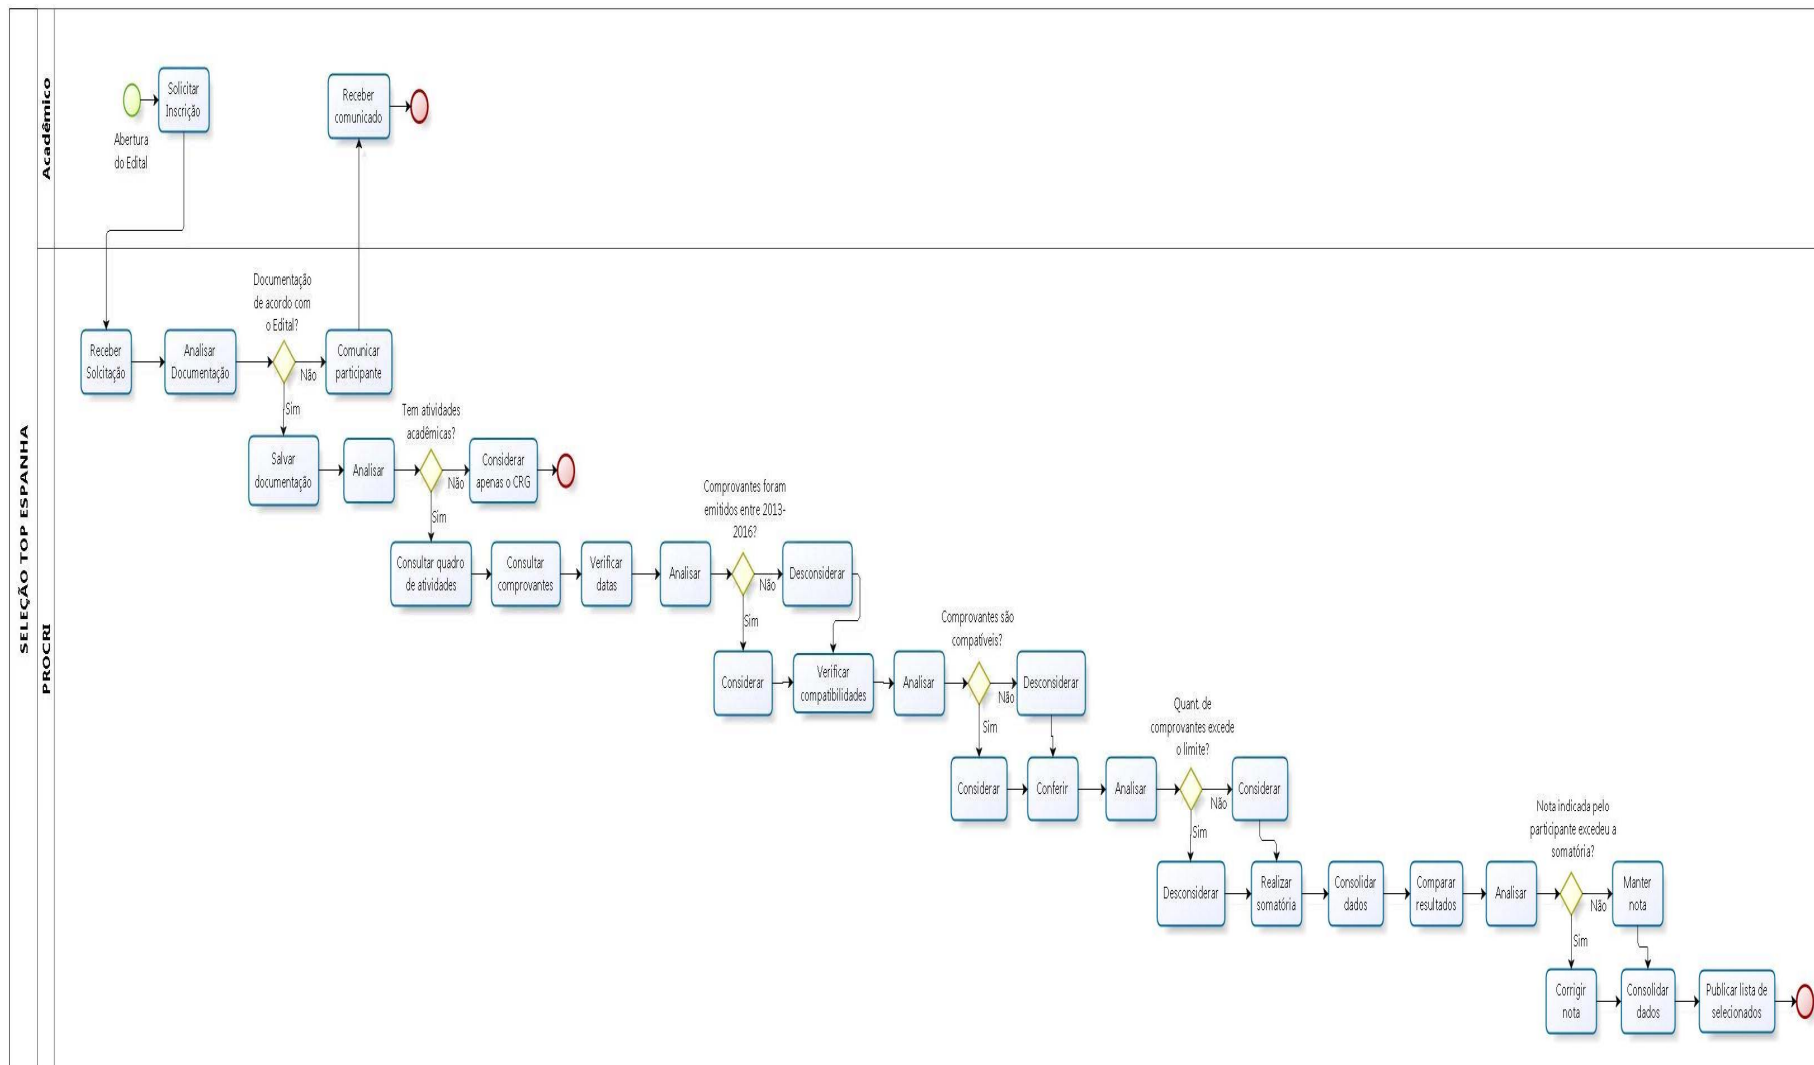 SELEÇÃO TOP ESPANHA
Acadêmico
Abertura
do Edital
Solicitar
Inscrição
Receber
comunicado
PROCRI
Receber
Solcitação
Analisar
Documentação
Documentação
de acordo com
o Edital?
Não
Sim
Comunicar
participante
Salvar
documentação
Analisar
Tem atividades
acadêmicas?
Não
Sim
Considerar
apenas o CRG
Consultar quadro
de atividades
Consultar
comprovantes
Verificar
datas
Analisar
Comprovantes foram
emitidos entre 2013-
2016?
Não
Sim
Desconsiderar
Considerar
Verificar
compatibilidades
Analisar
Comprovantes são
compatíveis?
Não
Sim
Desconsiderar
Considerar
Conferir
Analisar
Quant. de
comprovantes excede
o limite?
Não
Sim
Considerar
Desconsiderar
Realizar
somatória
Consolidar
dados
Comparar
resultados
Analisar
Nota indicada pelo
participante excedeu a
somatória?
Não
Sim
Manter
nota
Corrigir
nota
Consolidar
dados
Publicar lista de
selecionados